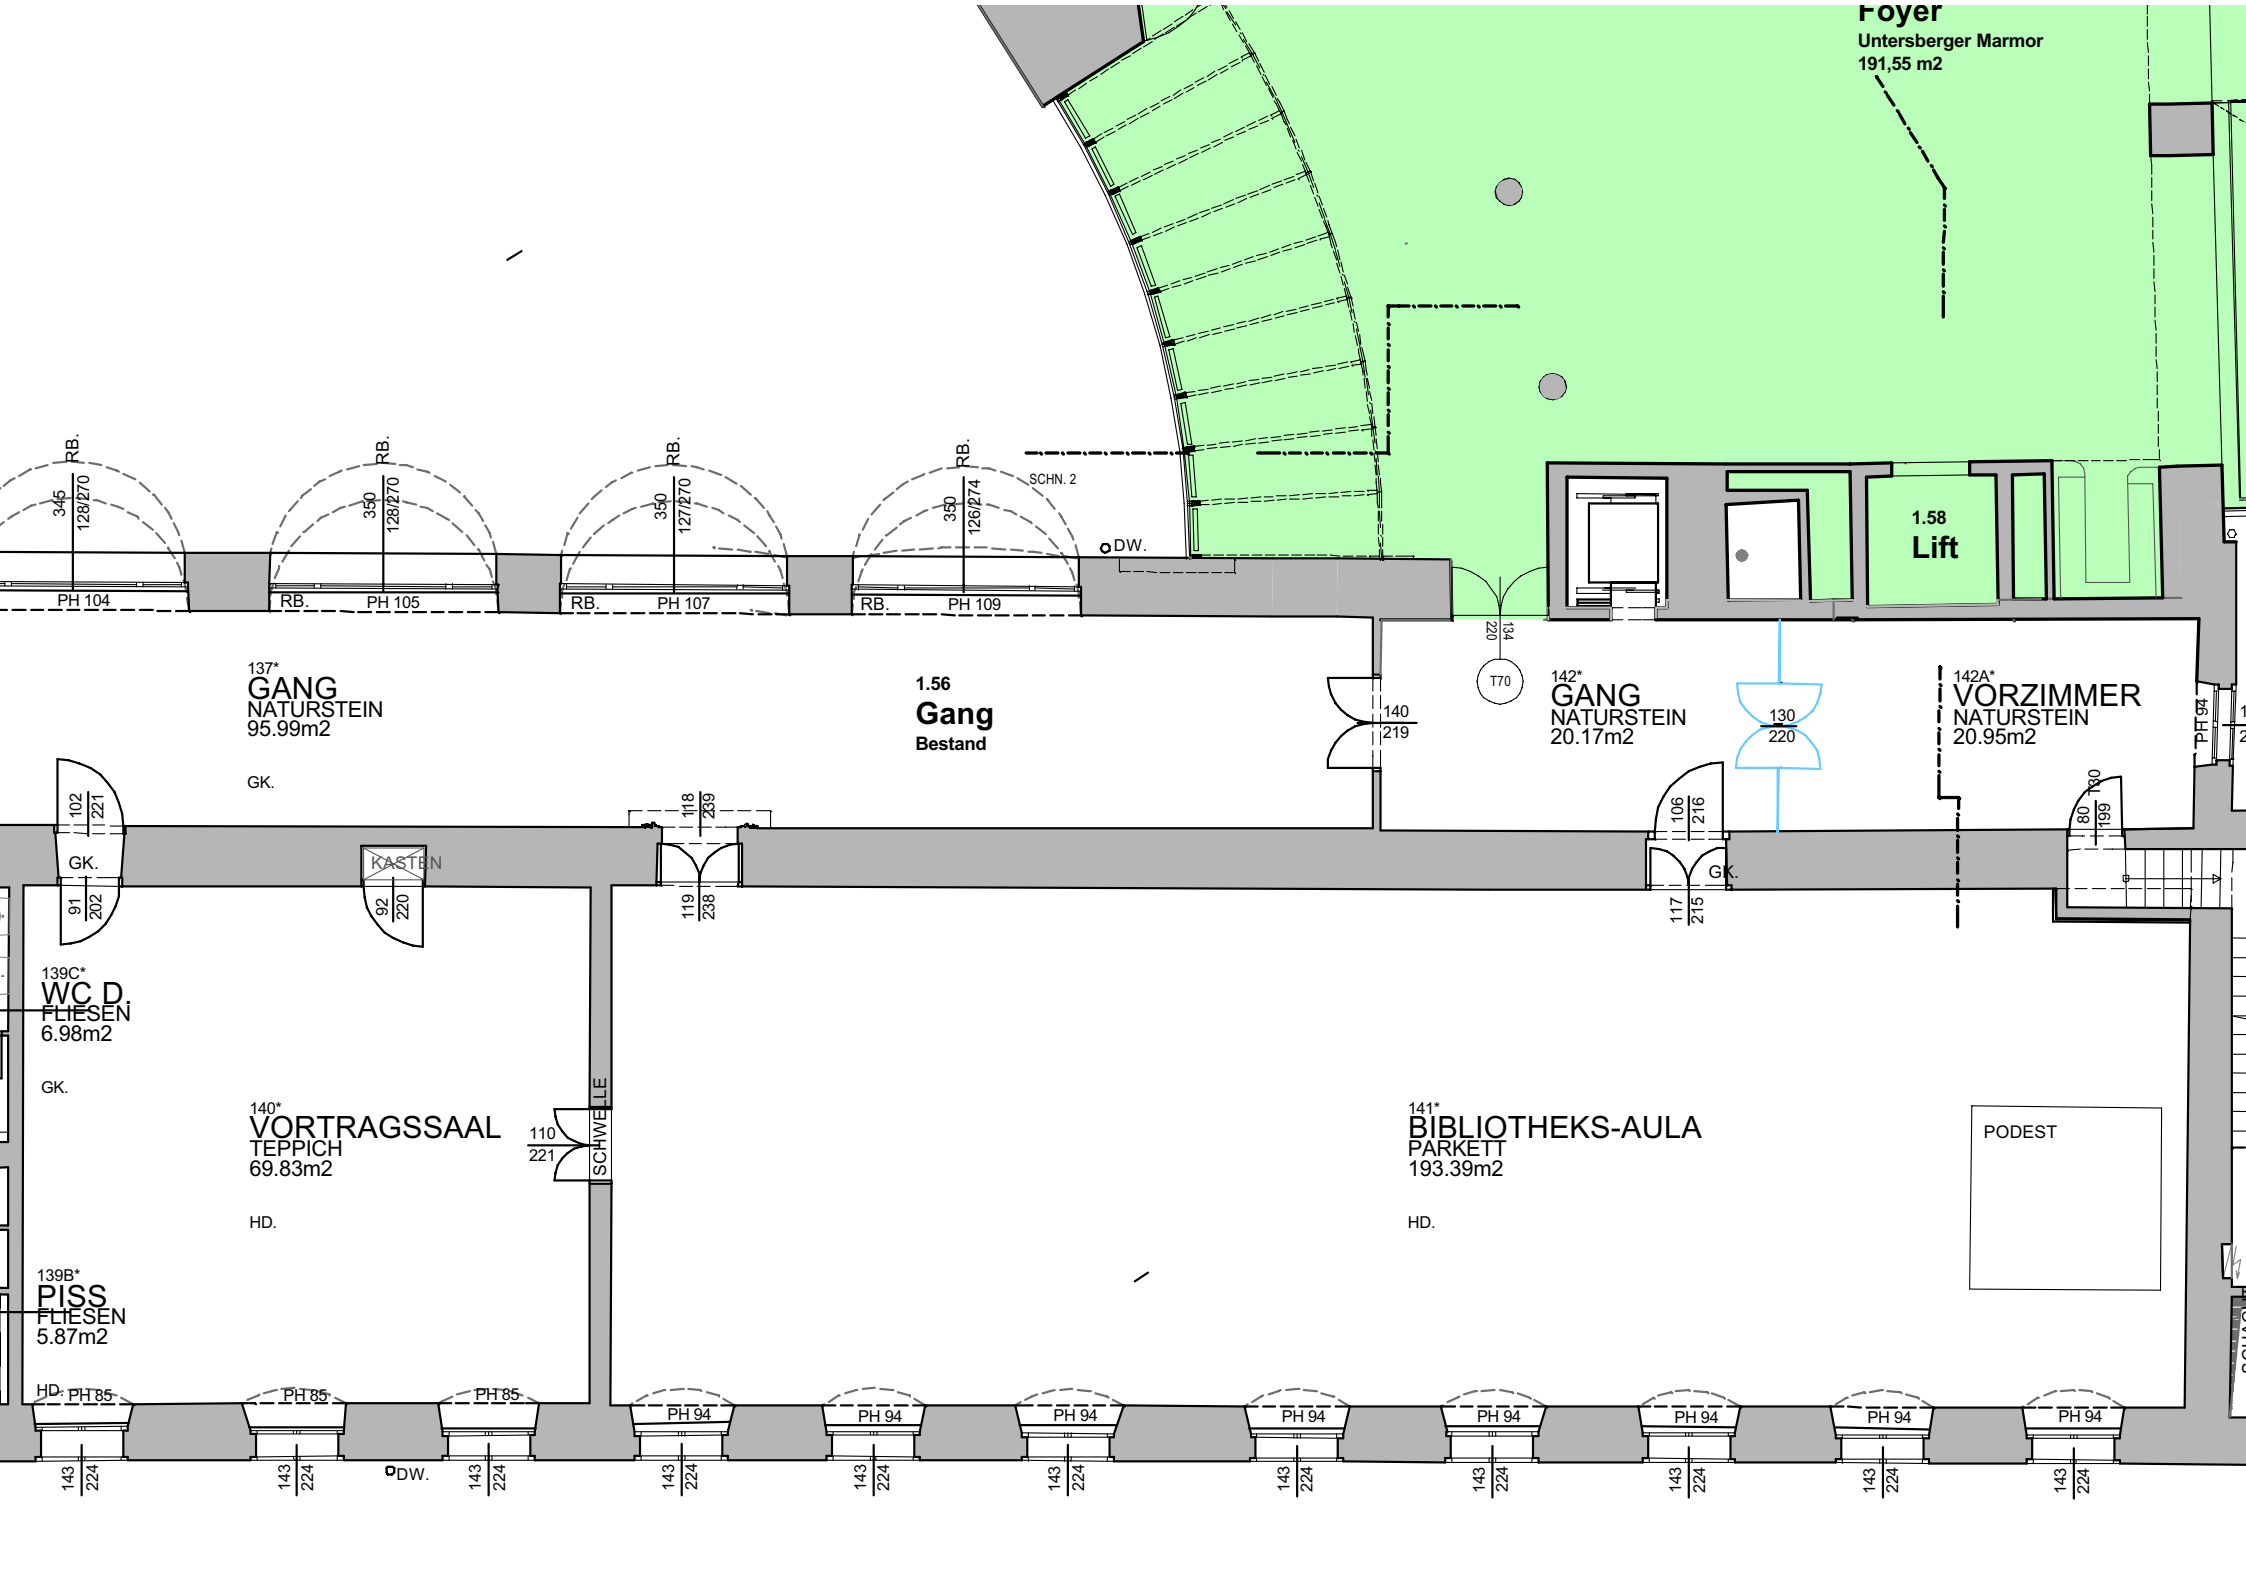 Foyer
Untersberger Marmor
191,55 m2
RB.
345
128/270
RB.
350
128/270
RB.
350
127/270
RB.
350
126/274
SCHN. 2
DW.
PH 104
RB.
PH 105
RB.
PH 107
RB.
PH 109
1.58
Lift
134
220
T70
137*
GANG
NATURSTEIN
95.99m2
GK.
1.56
Gang
Bestand
140
219
142*
GANG
NATURSTEIN
20.17m2
130
220
142A*
VORZIMMER
NATURSTEIN
20.95m2
PH 94
102
221
118
239
106
216
80
199
T30
GK.
KASTEN
GK.
91
202
92
220
119
238
117
215
139C*
WC D.
FLIESEN
6.98m2
GK.
140*
VORTRAGSSAAL
TEPPICH
69.83m2
HD.
110
221
SCHWELLE
141*
BIBLIOTHEKS-AULA
PARKETT
193.39m2
HD.
PODEST
139B*
PISS
FLIESEN
5.87m2
HD.
PH 85
PH 85
PH 85
PH 94
PH 94
PH 94
PH 94
PH 94
PH 94
PH 94
PH 94
143
224
143
224
DW.
143
224
143
224
143
224
143
224
143
224
143
224
143
224
143
224
143
224